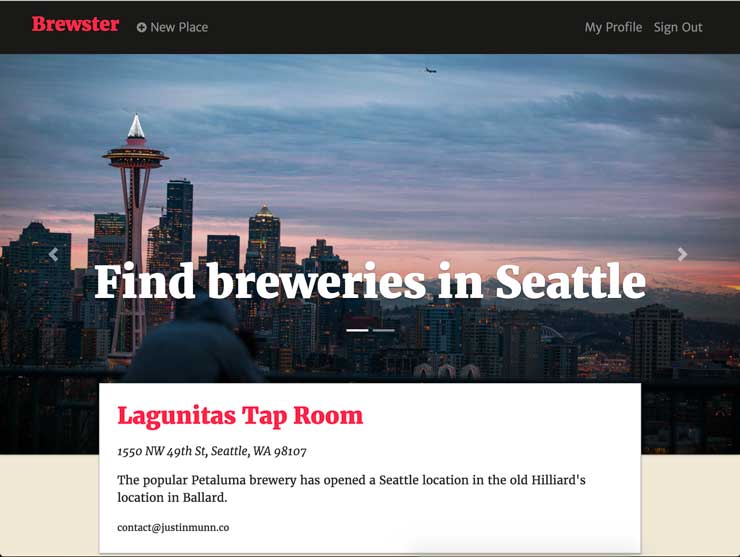 Brewster
New Place
My Profile
Sign Out
Find breweries in Seattle
Lagunitas Tap Room
1550 NW 49th St, Seattle, WA 98107
The popular Petaluma brewery has opened a Seattle location in the old Hilliard's
location in Ballard.
contact@justinmunn.co